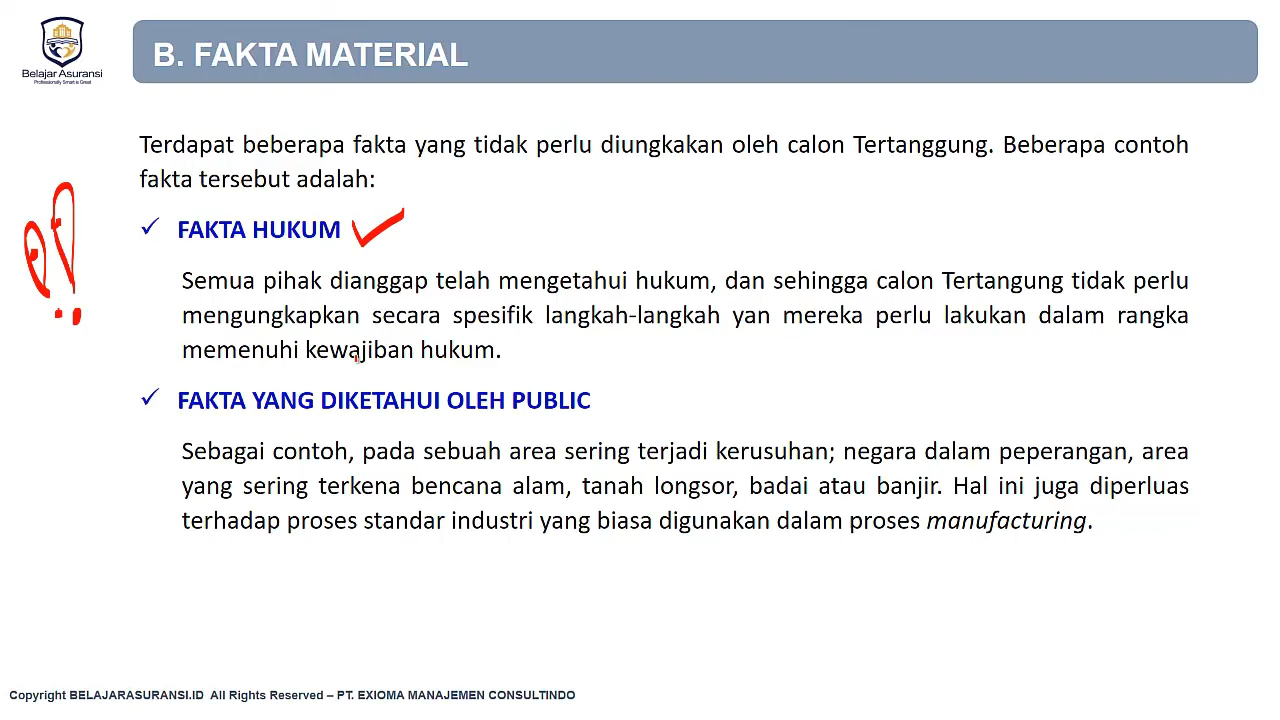 Belajar Asuransi
Professionally Smart is Great
B. FAKTA MATERIAL
Terdapat beberapa fakta yang tidak perlu diungkakan oleh calon Tertanggung. Beberapa contoh
fakta tersebut adalah:
✓ FAKTA HUKUM
Semua pihak dianggap telah mengetahui hukum, dan sehingga calon Tertangung tidak perlu
mengungkapkan secara spesifik langkah-langkah yan mereka perlu lakukan dalam rangka
memenuhi kewajiban hukum.
✓ FAKTA YANG DIKETAHUI OLEH PUBLIC
Sebagai contoh, pada sebuah area sering terjadi kerusuhan; negara dalam peperangan, area
yang sering terkena bencana alam, tanah longsor, badai atau banjir. Hal ini juga diperluas
terhadap proses standar industri yang biasa digunakan dalam proses manufacturing.
Copyright BELAJARASURANSI.ID All Rights Reserved – PT. EXIOMA MANAJEMEN CONSULTINDO